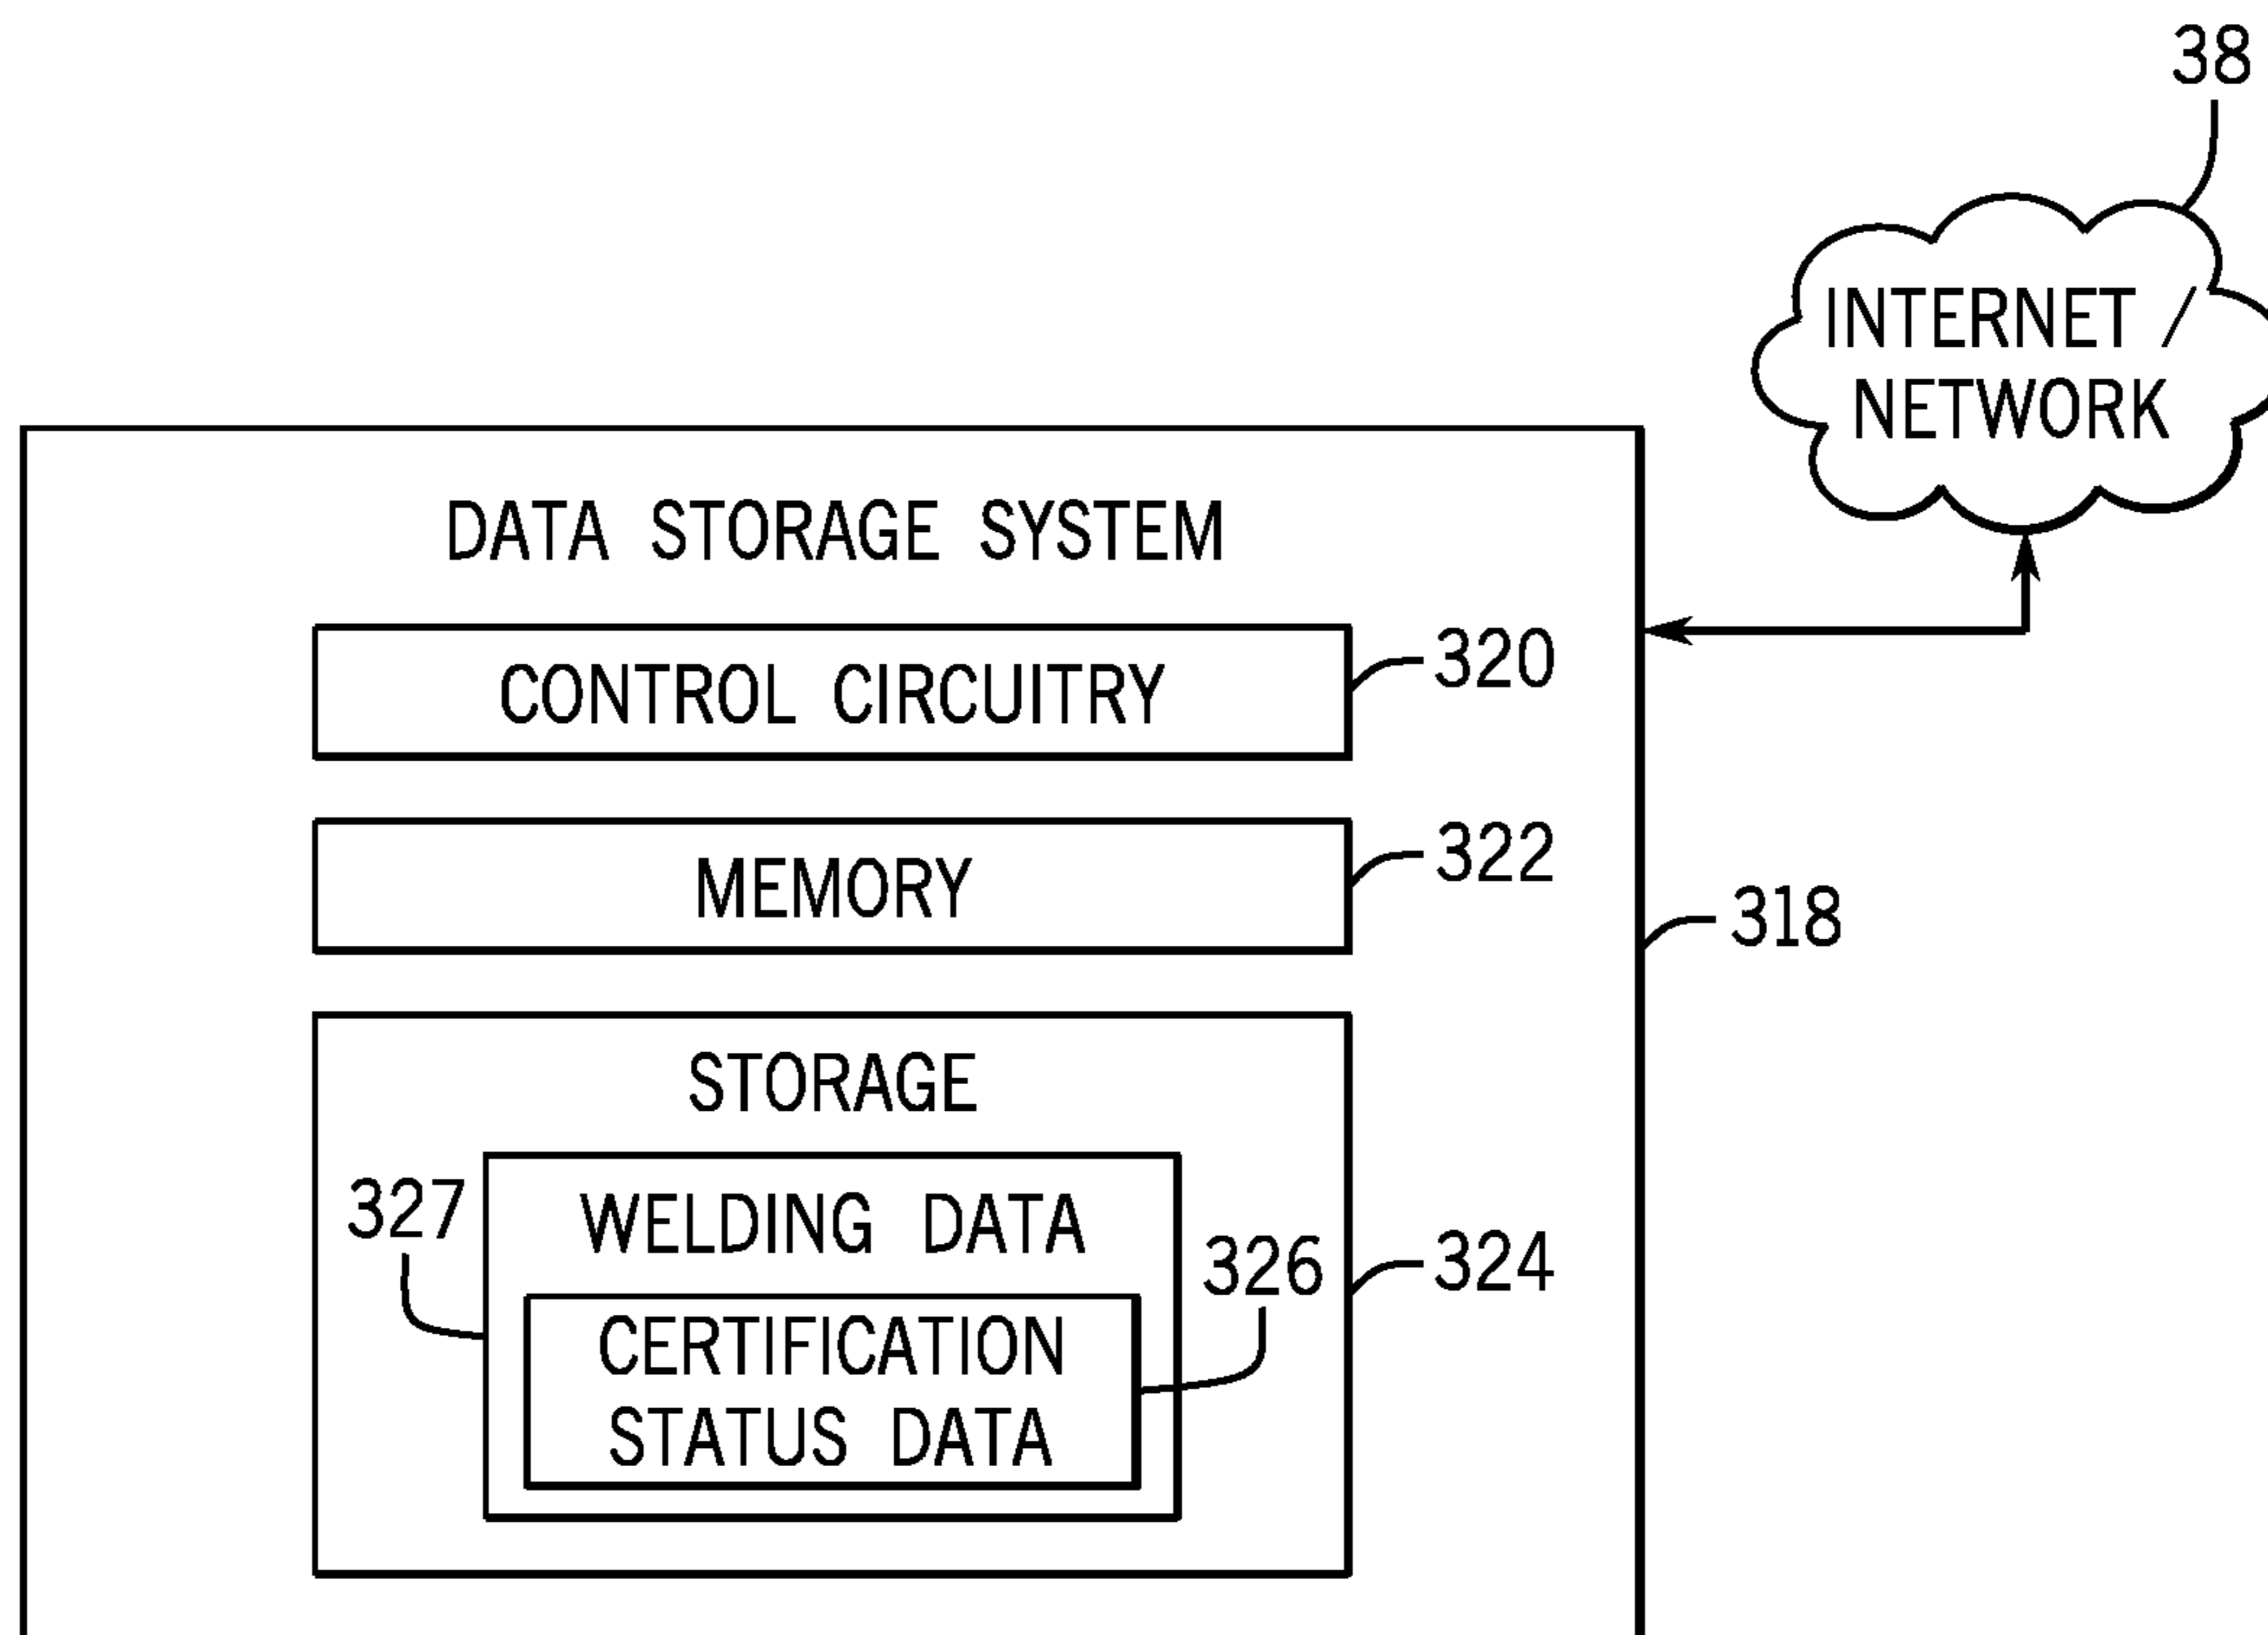 38
INTERNET /
NETWORK
DATA STORAGE SYSTEM
CONTROL CIRCUITRY
320
MEMORY
322
318
STORAGE
327
WELDING DATA
326
324
CERTIFICATION
STATUS DATA